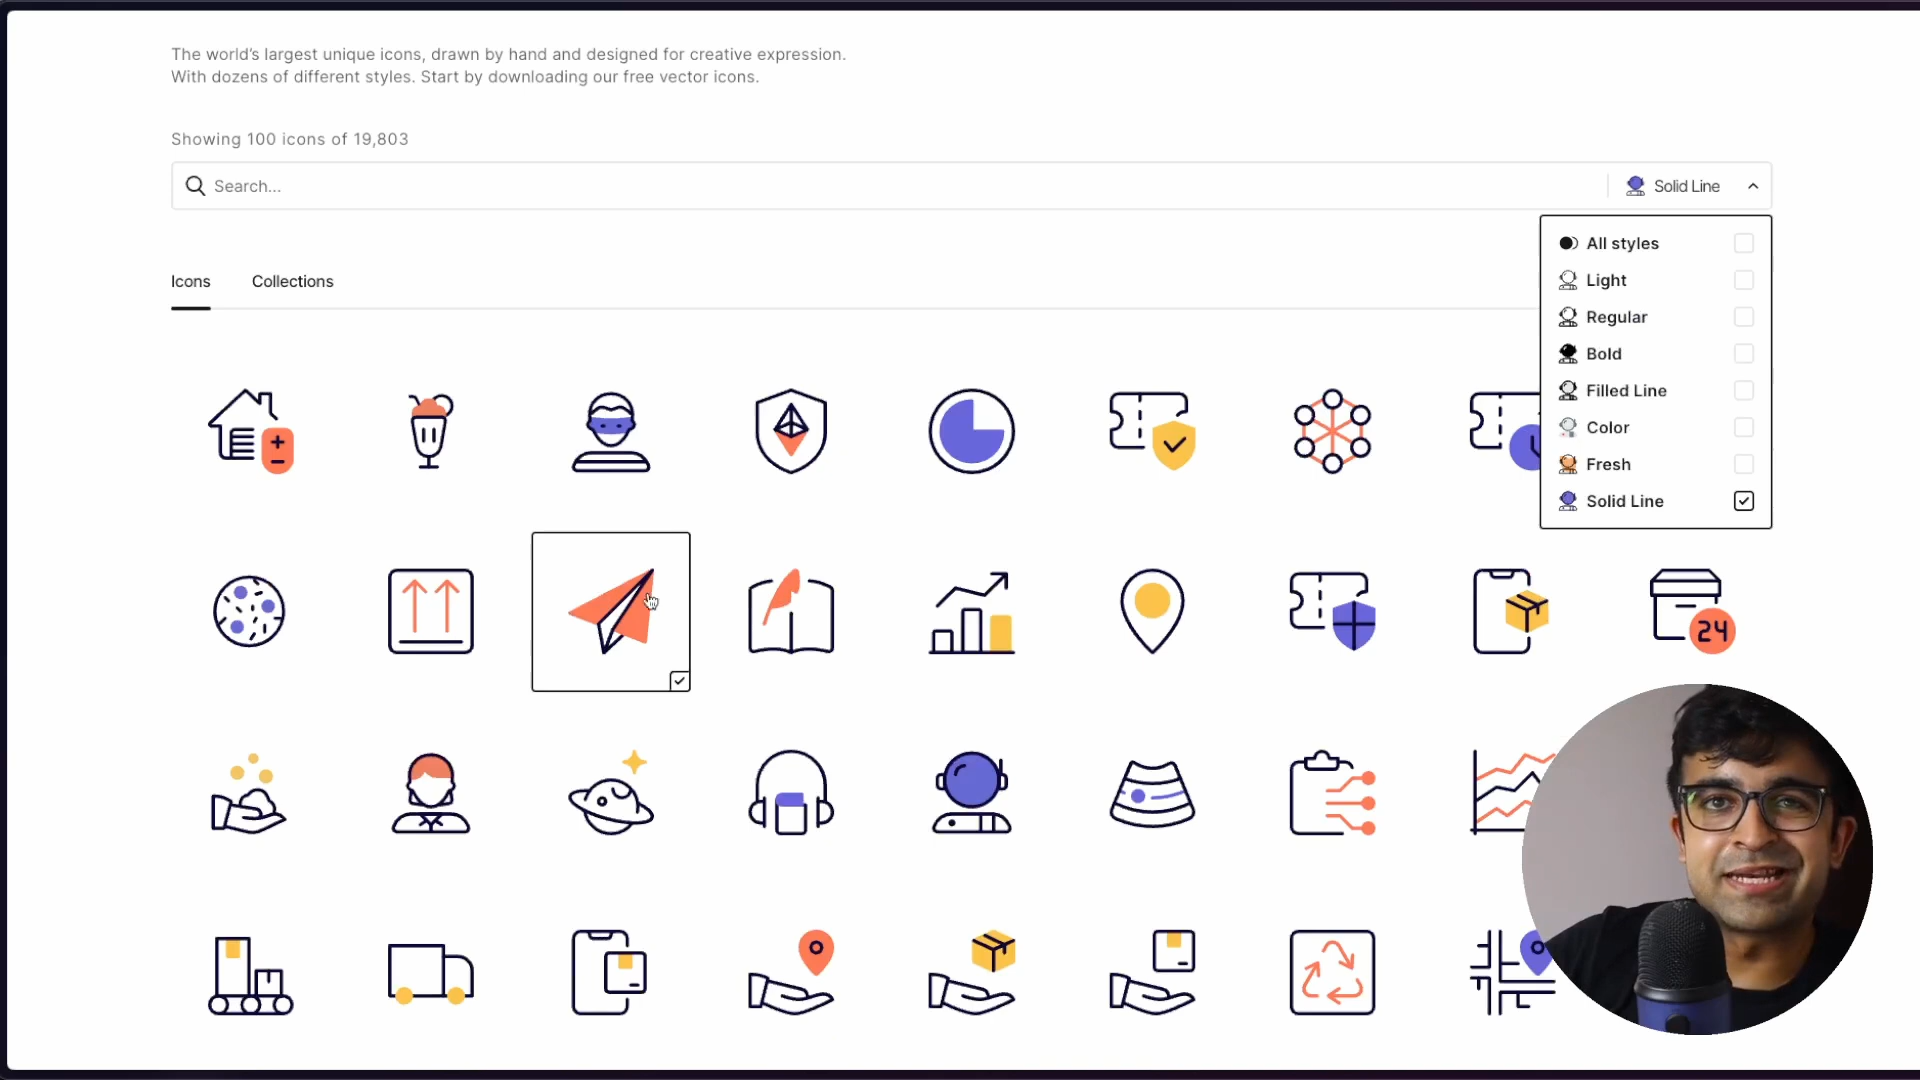 The world's largest unique icons, drawn by hand and designed for creative expression.
With dozens of different styles. Start by downloading our free vector icons.
Showing 100 icons of 19,803
Search...
Solid Line
All styles
Light
Regular
Bold
Filled Line
Color
Fresh
Solid Line
Icons
Collections
24